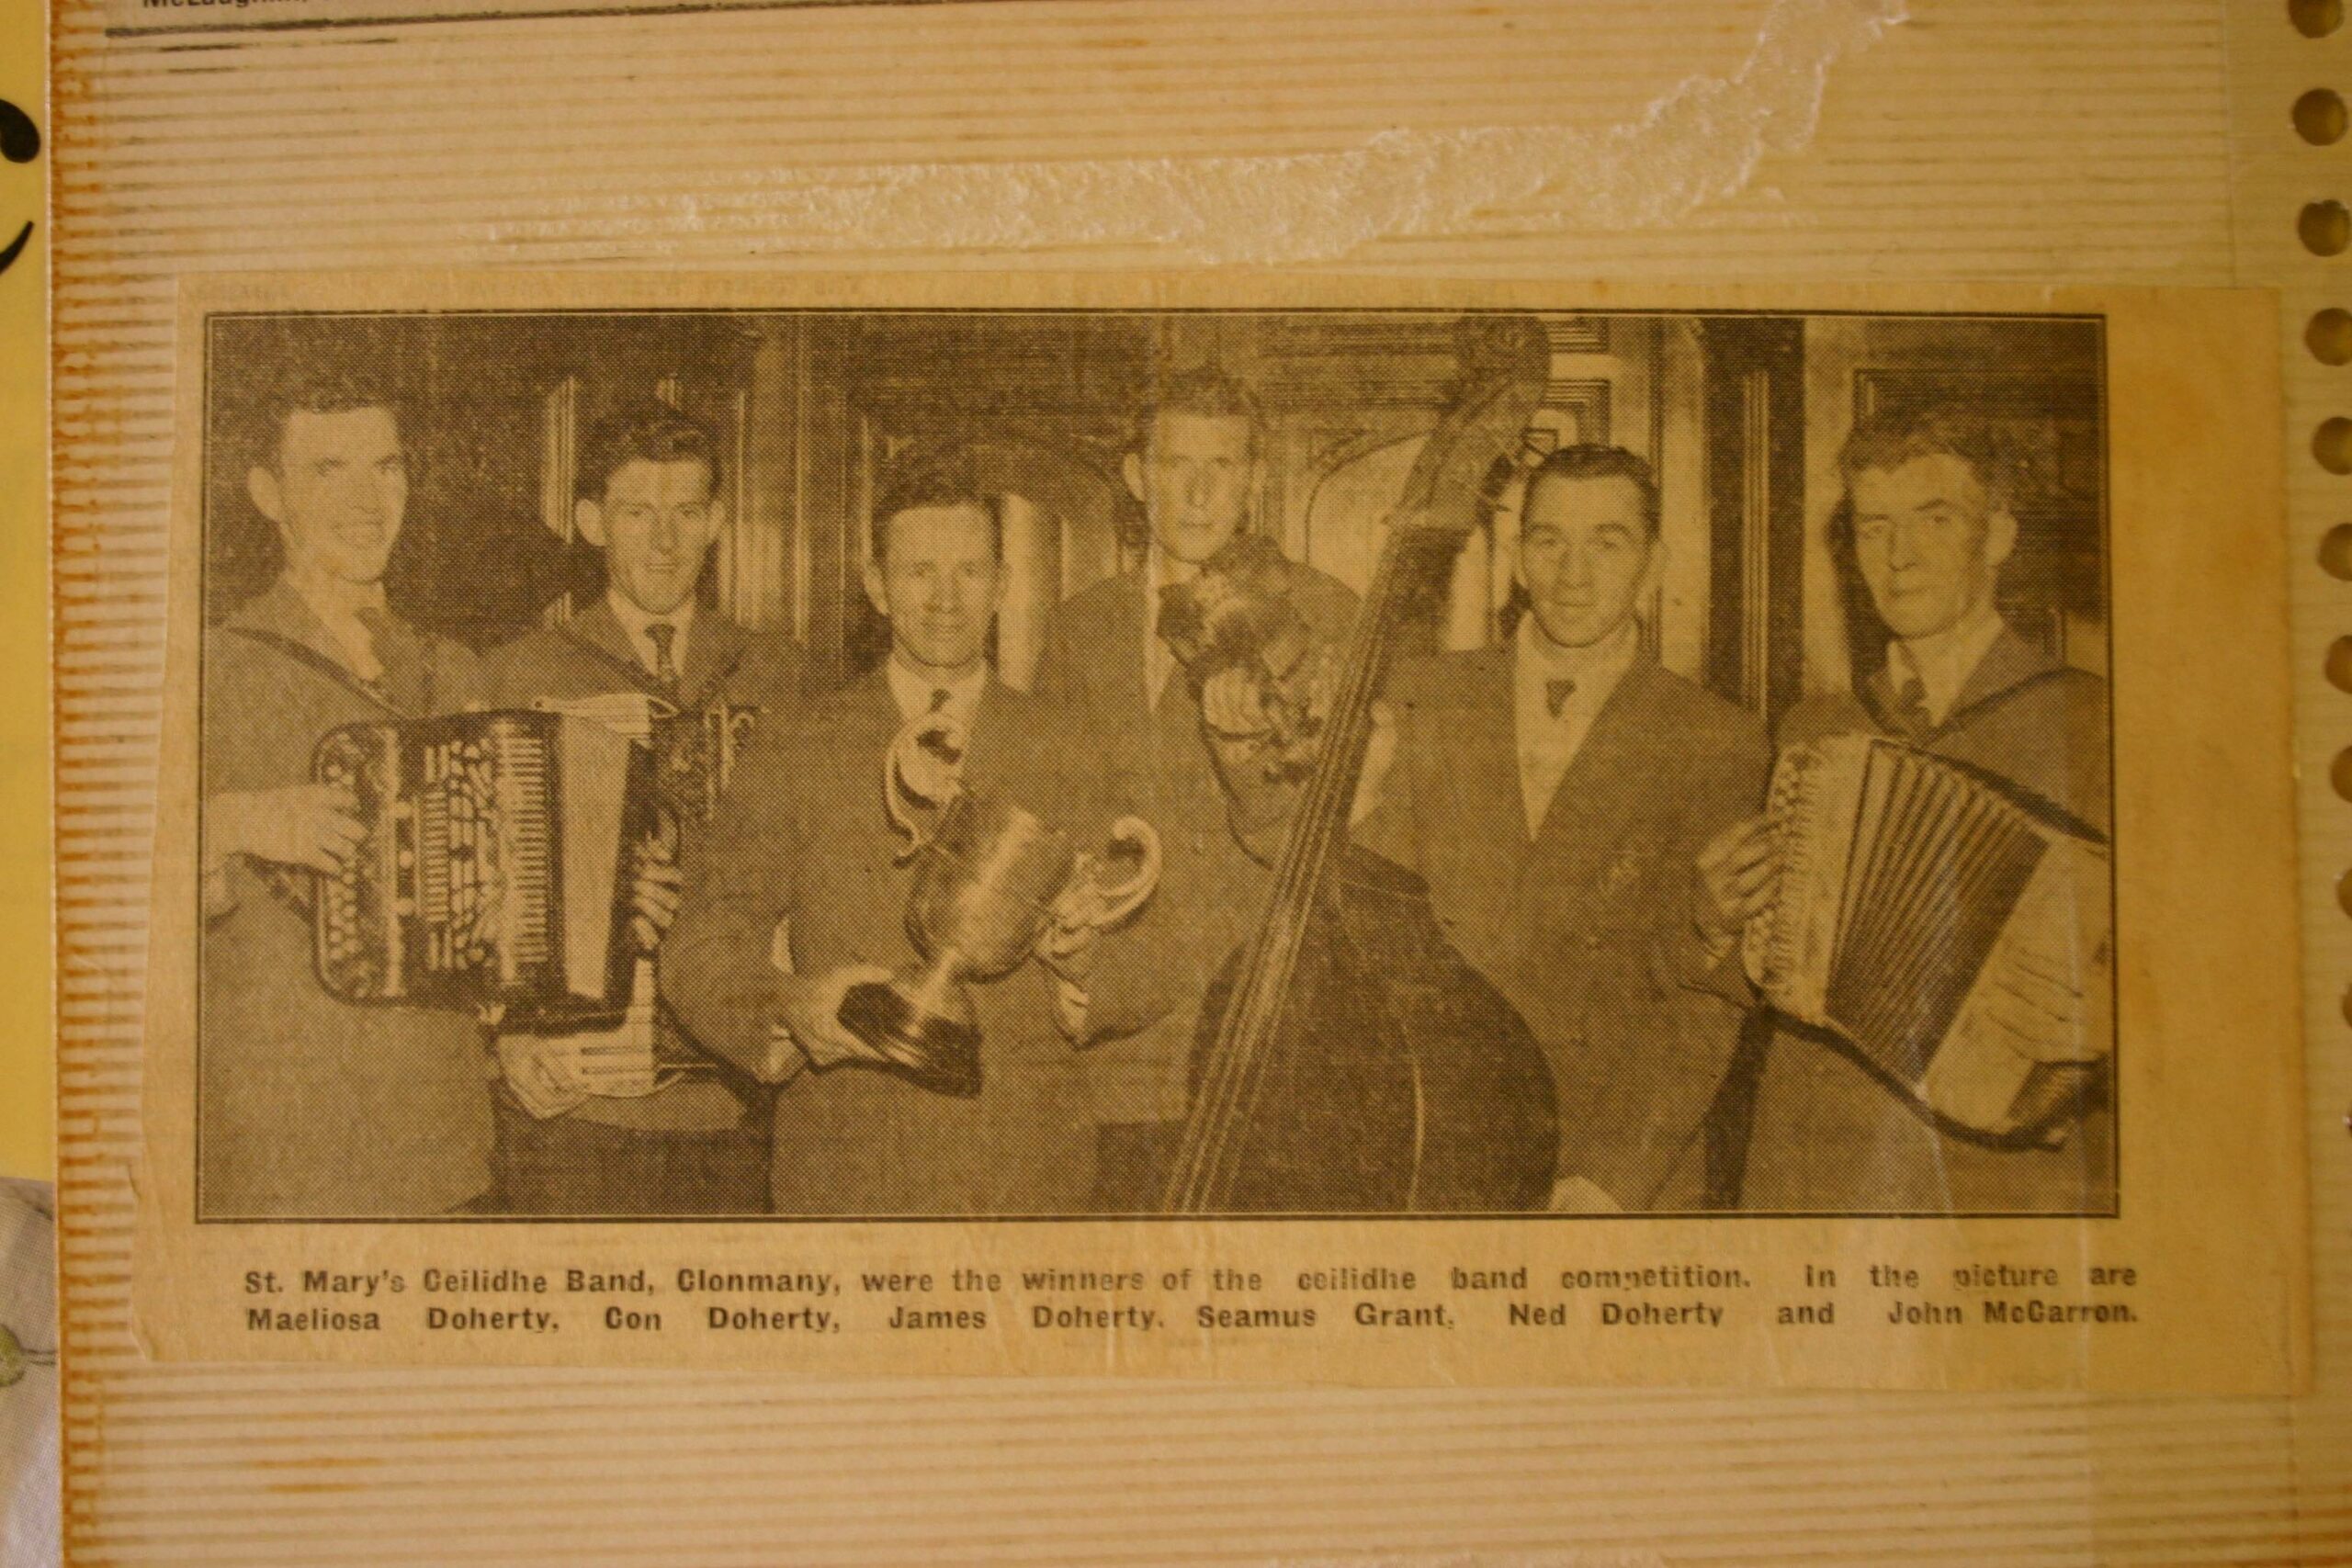 McLaughlin,
St. Mary's Ceilidhe Band, Clonmany, were the winners of the ceilidhe band competition. In the picture are
Maeliosa Doherty, Con Doherty, James Doherty, Seamus Grant, Ned Doherty and John McCarron.